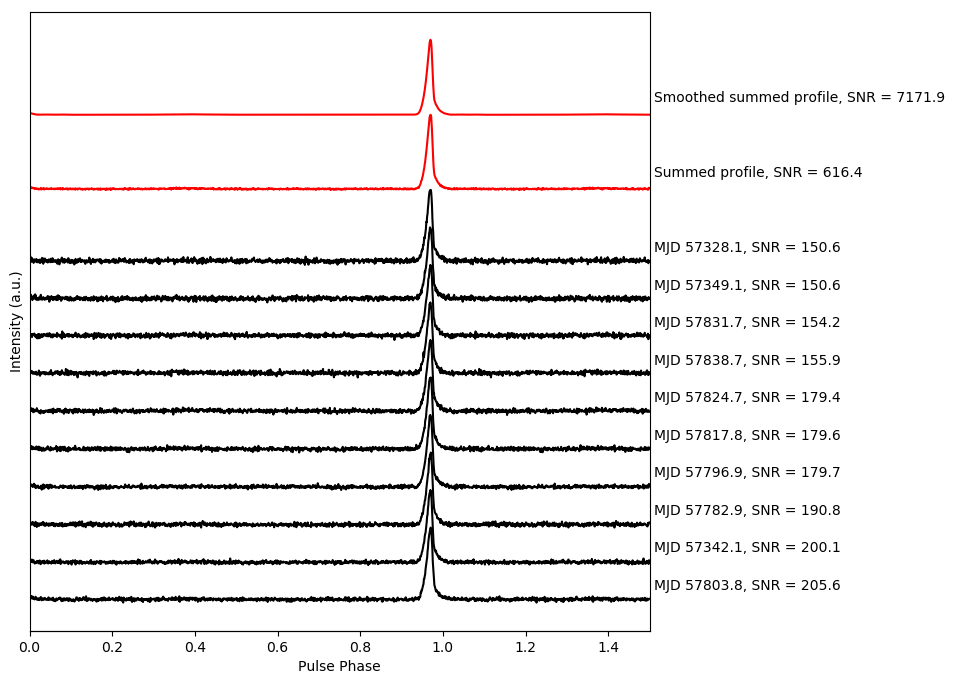 Smoothed summed profile, SNR = 7171.9
Summed profile, SNR = 616.4
MJD 57328.1, SNR = 150.6
MJD 57349.1, SNR = 150.6
MJD 57831.7, SNR = 154.2
MJD 57838.7, SNR = 155.9
MJD 57824.7, SNR = 179.4
MJD 57817.8, SNR = 179.6
MJD 57796.9, SNR = 179.7
MJD 57782.9, SNR = 190.8
MJD 57342.1, SNR = 200.1
MJD 57803.8, SNR = 205.6
Intensity (a.u.)
0.0 0.2 0.4 0.6 0.8 1.0 1.2 1.4
Pulse Phase